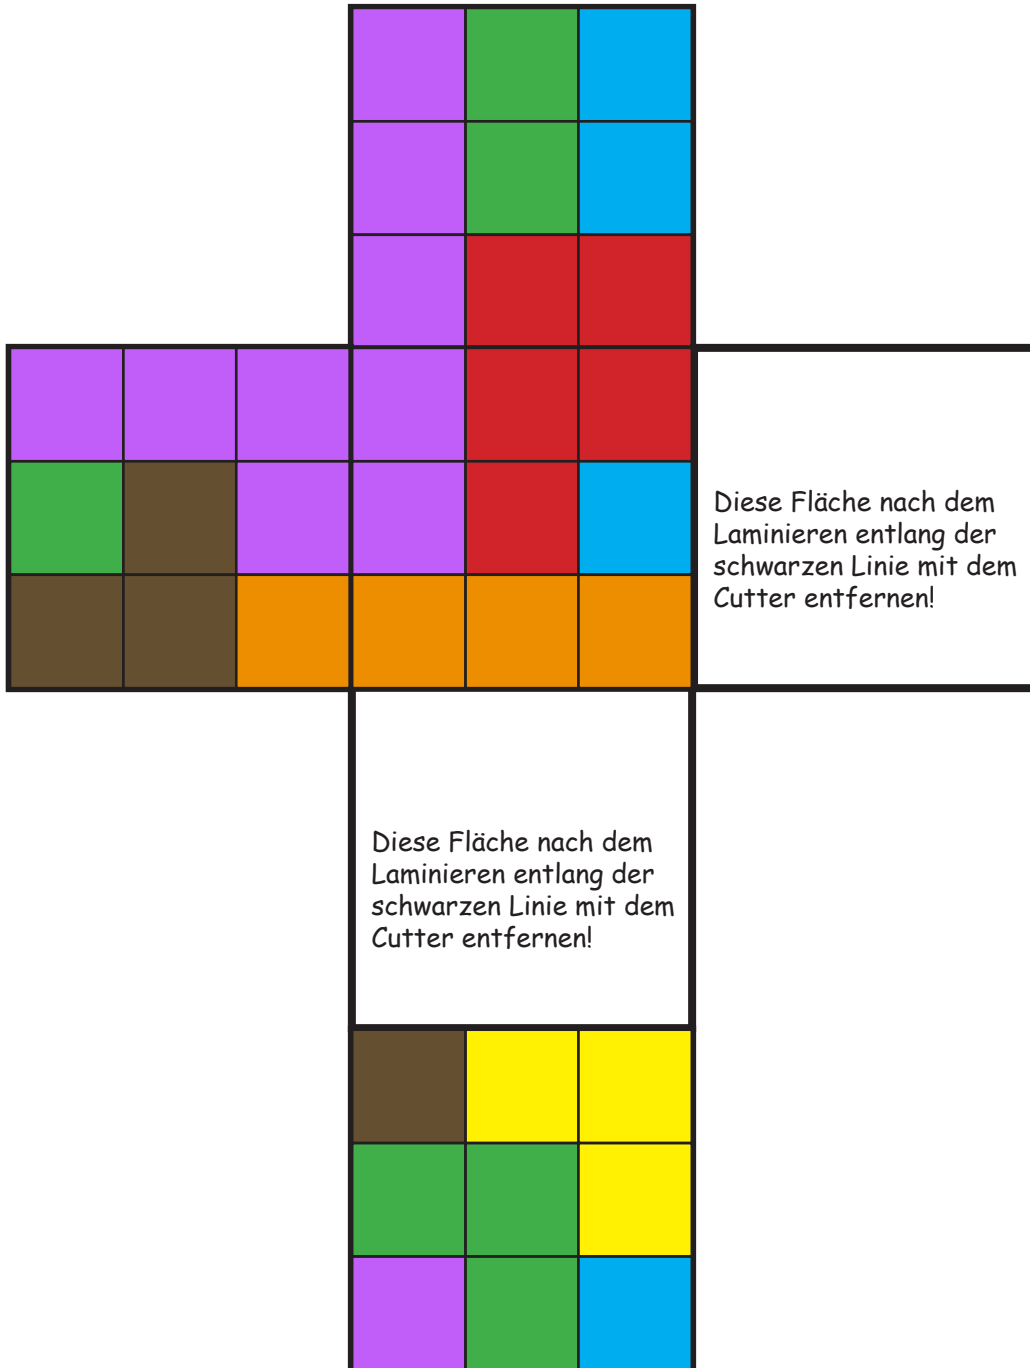 Diese Fläche nach dem
Laminieren entlang der
schwarzen Linie mit dem
Cutter entfernen!
Diese Fläche nach dem
Laminieren entlang der
schwarzen Linie mit dem
Cutter entfernen!